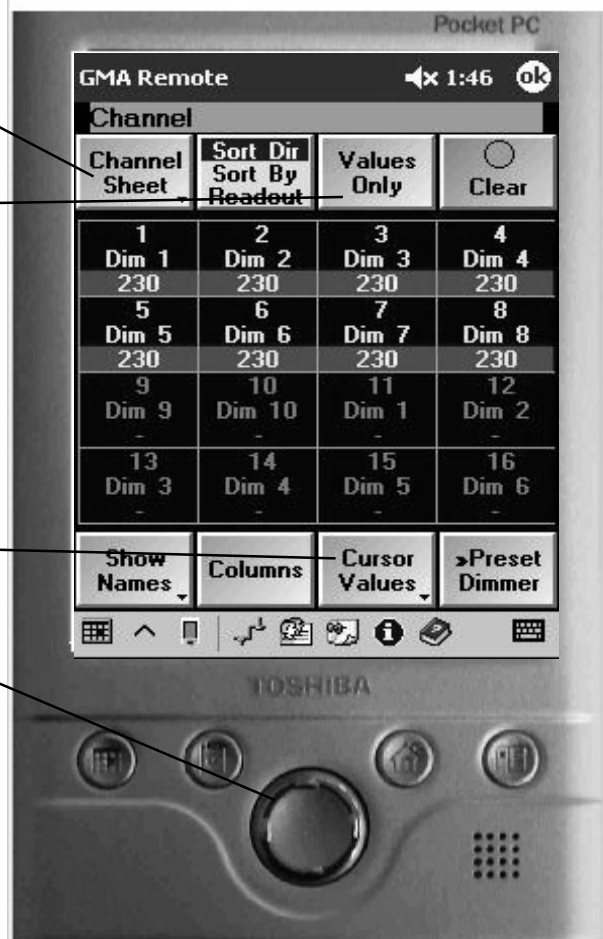 Pocket PC
GMA Remote 1:46 ok
Channel
Channel Sheet
Sort Dir
Sort By
Readout
Values Only
Clear
1 2 3 4
Dim 1 Dim 2 Dim 3 Dim 4
230 230 230 230
5 6 7 8
Dim 5 Dim 6 Dim 7 Dim 8
230 230 230 230
9 10 11 12
Dim 9 Dim 10 Dim 1 Dim 2
- - - -
13 14 15 16
Dim 3 Dim 4 Dim 5 Dim 6
- - - -
Show Names
Columns
Cursor Values
»Preset Dimmer
TOSHIBA